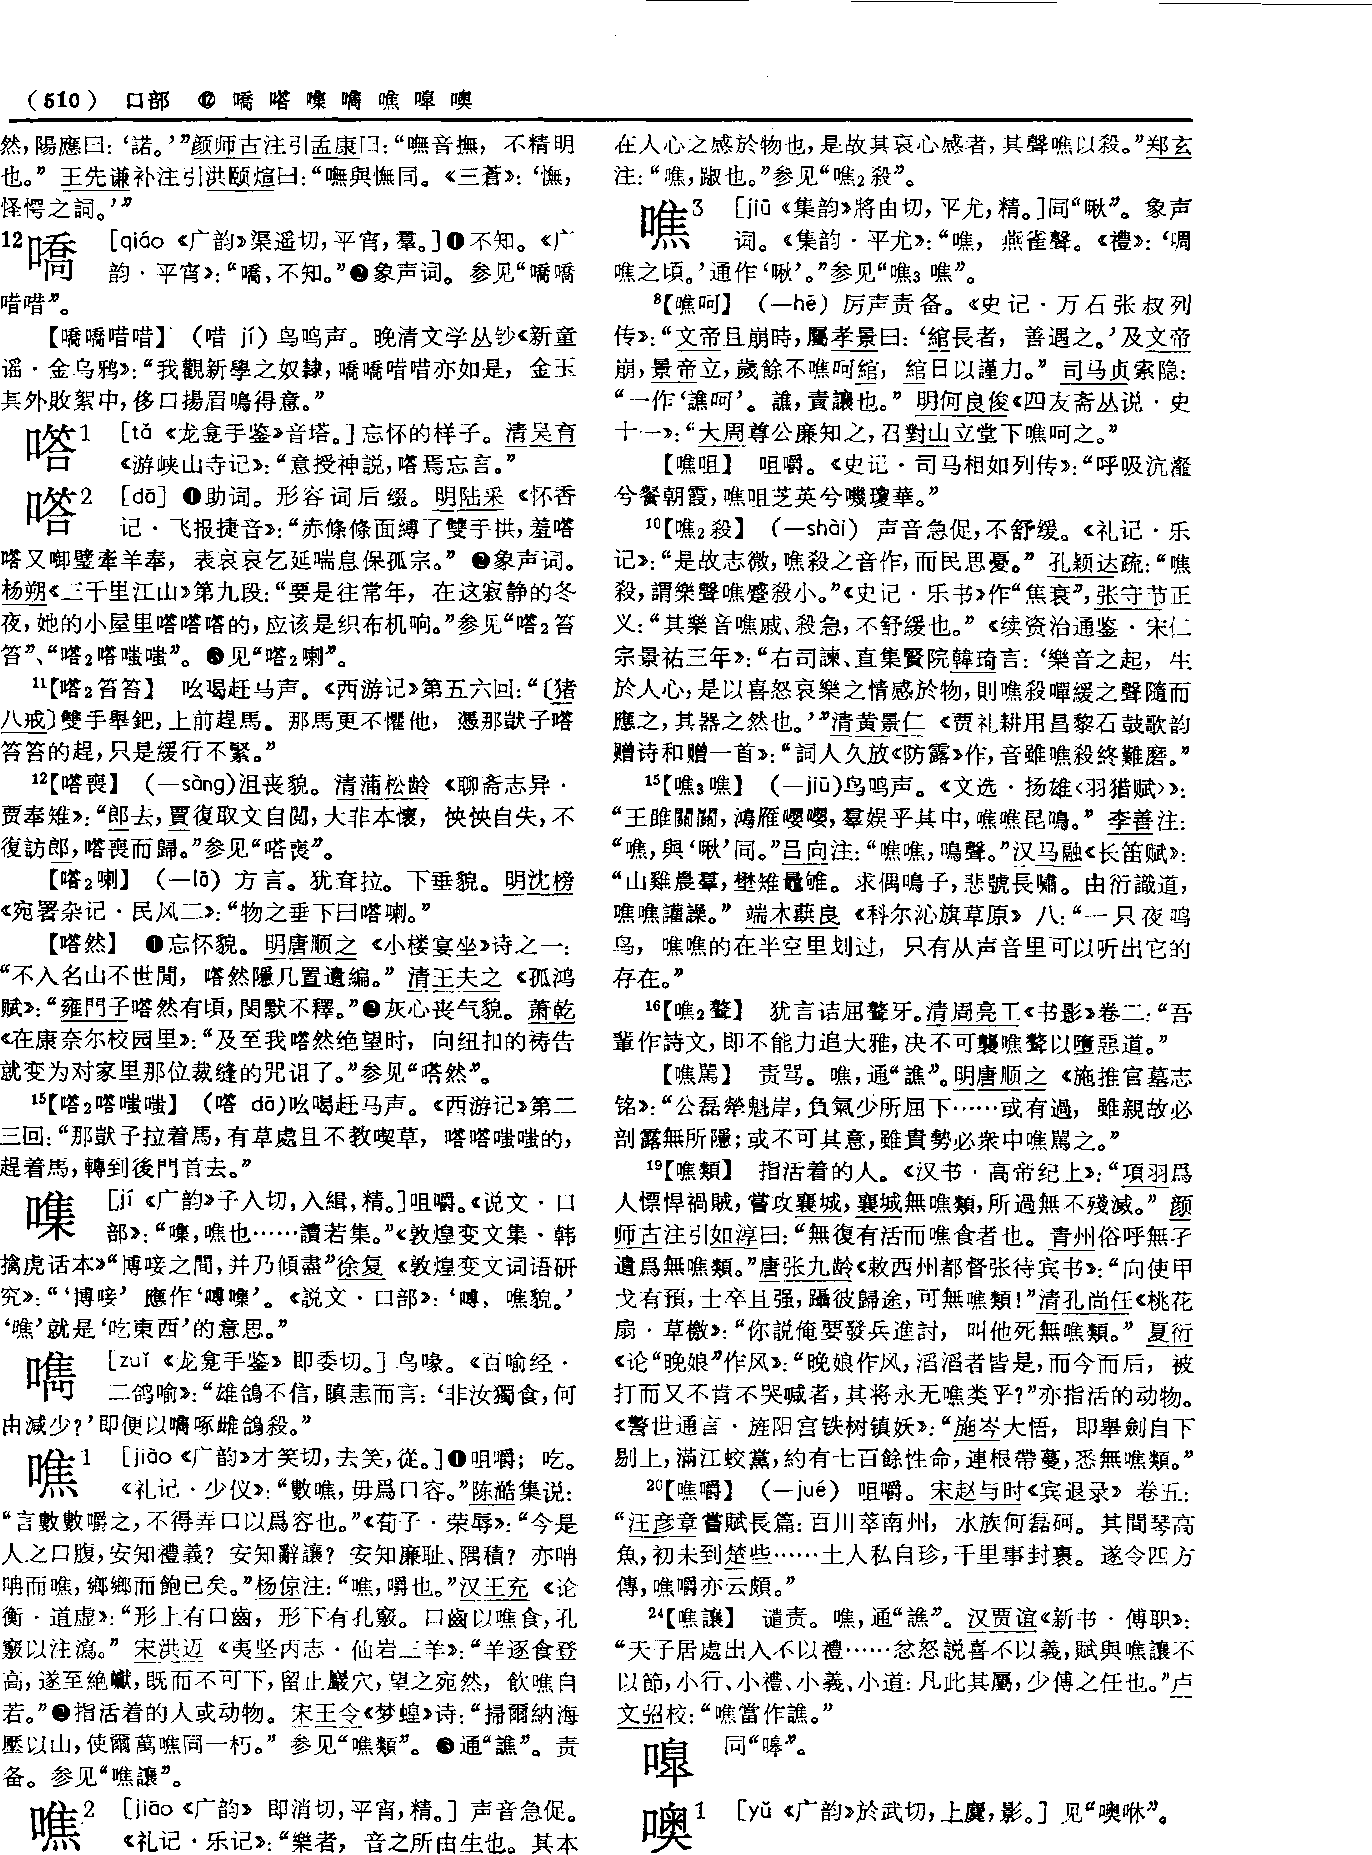 （510） 口部 ⓬ 嘺 嗒 㗱 嶲 噍 嘷 噢
然，陽應曰：‘諾。’”颜师古注引孟康曰：“嘸音撫，不精明
也。”王先谦补注引洪颐煊曰：“嘸與憮同。《三蒼》：‘憮，
怪愕之詞。’”
12嘺 ［qiáo《广韵》渠遥切，平宵，羣。］❶不知。《广
韵·平宵》：“嘺，不知。”❷象声词。参见“嘺嘺
唶唶”。
【嘺嘺唶唶】（唶 jí）鸟鸣声。晚清文学丛钞《新童
谣·金乌鸦》：“我觀新學之奴隸，嘺嘺唶唶亦如是，金玉
其外敗絮中，侈口揚眉鳴得意。”
嗒1 ［tà《龙龛手鉴》音塔。］忘怀的样子。清吴育
《游峡山寺记》：“意授神説，嗒焉忘言。”
嗒2 ［dā］❶助词。形容词后缀。明陆采《怀香
记·飞报捷音》：“赤條條面縛了雙手拱，羞嗒
嗒又啣璧牽羊奉，表哀哀乞延喘息保孤宗。”❷象声词。
杨朔《三千里江山》第九段：“要是往常年，在这寂静的冬
夜，她的小屋里嗒嗒嗒的，应该是织布机响。”参见“嗒2笞
笞”、“嗒2嗒嗤嗤”。❸见“嗒2喇”。
11【嗒2笞笞】 吆喝赶马声。《西游记》第五六回：“〔猪
八戒〕雙手舉鈀，上前趕馬。那馬更不懼他，憑那獃子嗒
笞笞的趕，只是緩行不緊。”
12【嗒喪】（—sàng）沮丧貌。清蒲松龄《聊斋志异·
贾奉雉》：“郎去，賈復取文自閲，大非本懷，怏怏自失，不
復訪郎，嗒喪而歸。”参见“嗒喪”。
【嗒2喇】（—lā）方言。犹耷拉。下垂貌。明沈榜
《宛署杂记·民风二》：“物之垂下曰嗒喇。”
【嗒然】 ❶忘怀貌。明唐顺之《小楼宴坐》诗之一：
“不入名山不世閒，嗒然隱几置遺编。”清王夫之《孤鸿
赋》：“雍門子嗒然有頃，閔默不釋。”❷灰心丧气貌。萧乾
《在康奈尔校园里》：“及至我嗒然绝望时，向纽扣的祷告
就变为对家里那位裁缝的咒诅了。”参见“嗒然”。
15【嗒2嗒嗤嗤】（嗒 dā）吆喝赶马声。《西游记》第二
三回：“那獃子拉着馬，有草處且不教喫草，嗒嗒嗤嗤的，
趕着馬，轉到後門首去。”
㗱 ［jí《广韵》子入切，入緝，精。］咀嚼。《说文·口
部》：“㗱，噍也……讀若集。”《敦煌变文集·韩
擒虎话本》“博唼之間，并乃傾盡”徐复《敦煌变文词语研
究》：“‘博唼’應作‘㗘㗱’。《説文·口部》：‘㗘，噍貌。’
‘噍’就是‘吃東西’的意思。”
嶲 ［zuǐ《龙龛手鉴》即委切。］鸟喙。《百喻经·
二鸽喻》：“雄鴿不信，瞋恚而言：‘非汝獨食，何
由減少？’即便以嶲啄雌鴿殺。”
噍1 ［jiào《广韵》才笑切，去笑，從。］❶咀嚼；吃。
《礼记·少仪》：“數噍，毋爲口容。”陈澔集说：
“言數數嚼之，不得弄口以爲容也。”《荀子·荣辱》：“今是
人之口腹，安知禮義？安知辭讓？安知廉耻、隅積？亦呥
呥而噍，鄉鄉而飽已矣。”杨倞注：“噍，嚼也。”汉王充《论
衡·道虚》：“形上有口齒，形下有孔竅。口齒以噍食，孔
竅以注瀉。”宋洪迈《夷坚丙志·仙岩三羊》：“羊逐食登
高，遂至絶巘，既而不可下，留止巖穴，望之宛然，飲噍自
若。”❷指活着的人或动物。宋王令《梦蝗》诗：“掃爾納海
壓以山，使爾萬噍同一朽。”参见“噍類”。❸通“譙”。责
备。参见“噍讓”。
噍2 ［jiāo《广韵》即消切，平宵，精。］声音急促。
《礼记·乐记》：“樂者，音之所由生也。其本
在人心之感於物也，是故其哀心感者，其聲噍以殺。”郑玄
注：“噍，踧也。”参见“噍2殺”。
噍3 ［jiū《集韵》將由切，平尤，精。］同“啾”。象声
词。《集韵·平尤》：“噍，燕雀聲。《禮》：‘啁
噍之頃。’通作‘啾’。”参见“噍3噍”。
8【噍呵】（—hē）厉声责备。《史记·万石张叔列
传》：“文帝且崩時，屬孝景曰：‘綰長者，善遇之。’及文帝
崩，景帝立，歲餘不噍呵綰，綰日以謹力。”司马贞索隐：
“一作‘譙呵’。譙，責讓也。”明何良俊《四友斋丛说·史
十一》：“大周尊公廉知之，召對山立堂下噍呵之。”
【噍咀】 咀嚼。《史记·司马相如列传》：“呼吸沆瀣
兮餐朝霞，噍咀芝英兮嘰瓊華。”
10【噍2殺】（—shài）声音急促，不舒缓。《礼记·乐
记》：“是故志微，噍殺之音作，而民思憂。”孔颖达疏：“噍
殺，謂樂聲噍蹙殺小。”《史记·乐书》作“焦衰”，张守节正
义：“其樂音噍戚、殺急，不舒緩也。”《续资治通鉴·宋仁
宗景祐三年》：“右司諫、直集賢院韓琦言：‘樂音之起，生
於人心，是以喜怒哀樂之情感於物，則噍殺嘽緩之聲隨而
應之，其器之然也。’”清黄景仁《贾礼耕用昌黎石鼓歌韵
赠诗和赠一首》：“詞人久放《防露》作，音雖噍殺終難磨。”
15【噍3噍】（—jiū）鸟鸣声。《文选·扬雄〈羽猎赋〉》：
“王雎關關，鴻雁嚶嚶，羣娱乎其中，噍噍昆鳴。”李善注：
“噍，與‘啾’同。”吕向注：“噍噍，鳴聲。”汉马融《长笛赋》：
“山雞晨羣，壄雉鼂雊。求偶鳴子，悲號長嘯。由衍識道，
噍噍讙譟。”端木蕻良《科尔沁旗草原》八：“一只夜鸮
鸟，噍噍的在半空里划过，只有从声音里可以听出它的
存在。”
16【噍2聱】 犹言诘屈聱牙。清周亮工《书影》卷二：“吾
輩作詩文，即不能力追大雅，决不可襲噍聱以墮惡道。”
【噍駡】 责骂。噍，通“譙”。明唐顺之《施推官墓志
铭》：“公磊犖魁岸，負氣少所屈下……或有過，雖親故必
剖露無所隱；或不可其意，雖貴勢必衆中噍駡之。”
19【噍類】 指活着的人。《汉书·高帝纪上》：“項羽爲
人慓悍禍賊，嘗攻襄城，襄城無噍類，所過無不殘滅。”颜
师古注引如淳曰：“無復有活而噍食者也。青州俗呼無孑
遺爲無噍類。”唐张九龄《敕西州都督张待宾书》：“向使甲
戈有預，士卒且强，躡彼歸途，可無噍類！”清孔尚任《桃花
扇·草檄》：“你説俺要發兵進討，叫他死無噍類。”夏衍
《论“晚娘”作风》：“晚娘作风，滔滔者皆是，而今而后，被
打而又不肯不哭喊者，其将永无噍类乎？”亦指活的动物。
《警世通言·旌阳宫铁树镇妖》：“施岑大悟，即舉劍自下
剔上，滿江蛟黨，約有七百餘性命，連根帶蔓，悉無噍類。”
20【噍嚼】（—jué）咀嚼。宋赵与时《宾退录》卷五：
“汪彦章嘗賦長篇：百川萃南州，水族何磊砢。其間琴高
魚，初未到楚些……土人私自珍，千里事封裹。遂令四方
傳，噍嚼亦云頗。”
24【噍讓】 谴责。噍，通“譙”。汉贾谊《新书·傅职》：
“天子居處出入不以禮……忿怒説喜不以義，賦與噍讓不
以節，小行、小禮、小義、小道：凡此其屬，少傅之任也。”卢
文弨校：“噍當作譙。”
嘷 同“嗥”。
噢1 ［yǔ《广韵》於武切，上麌，影。］见“噢咻”。